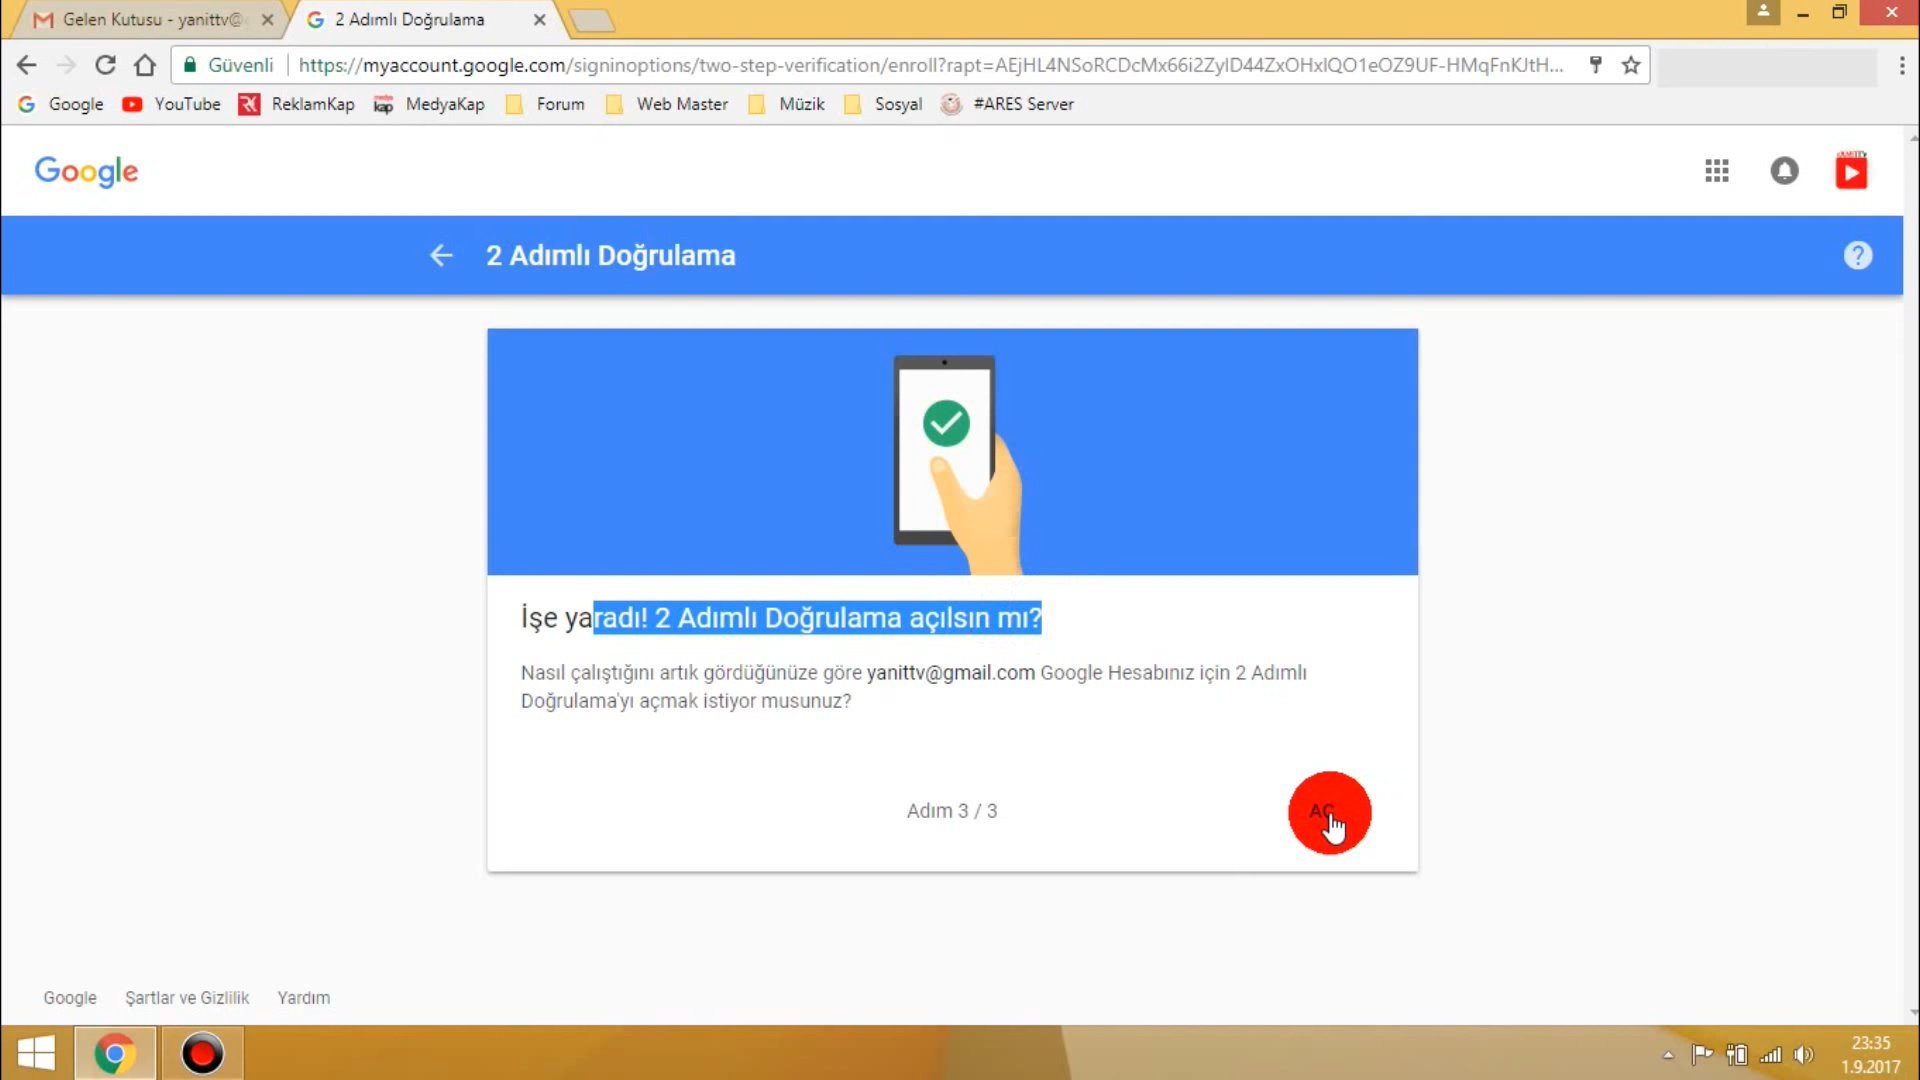 Gelen Kutusu - yanittv@
2 Adımlı Doğrulama
Güvenli
https://myaccount.google.com/signinoptions/two-step-verification/enroll?rapt=AEjHL4NSoRCDcMx66i2ZyID44ZxOHxIQO1eOZ9UF-HMqFnKJtH...
Google
YouTube
ReklamKap
MedyaKap
Forum
Web Master
Müzik
Sosyal
#ARES Server
Google
2 Adımlı Doğrulama
İşe yaradı! 2 Adımlı Doğrulama açılsın mı?
Nasıl çalıştığını artık gördüğünüze göre yanittv@gmail.com Google Hesabınız için 2 Adımlı
Doğrulama'yı açmak istiyor musunuz?
Adım 3 / 3
AÇ
Google
Şartlar ve Gizlilik
Yardım
23:35
1.9.2017